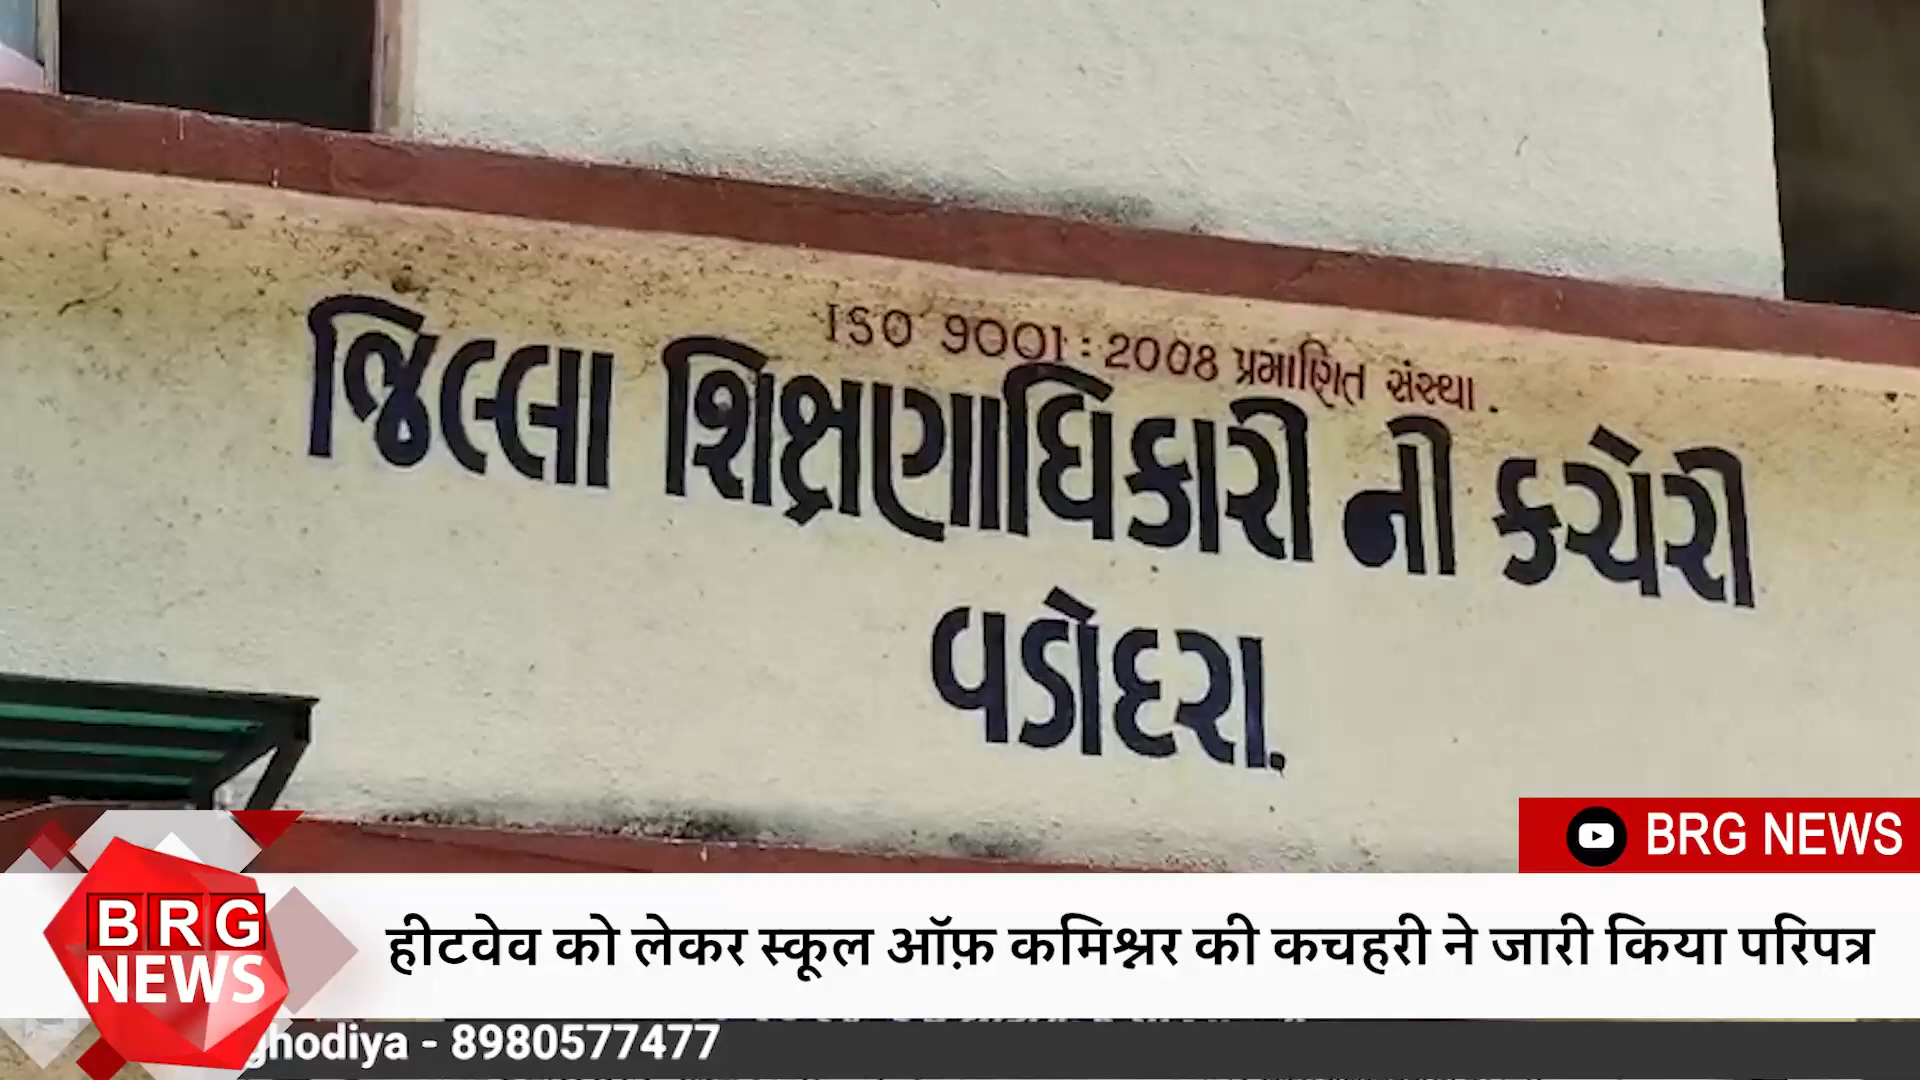 ISO 9001:2008 પ્રમાણિત સંસ્થા.
જિલ્લા શિક્ષણાધિકારી ની કચેરી
વડોદરા.
BRG NEWS
BRG
NEWS
हीटवेव को लेकर स्कूल ऑफ़ कमिश्नर की कचहरी ने जारी किया परिपत्र
ghodiya - 8980577477